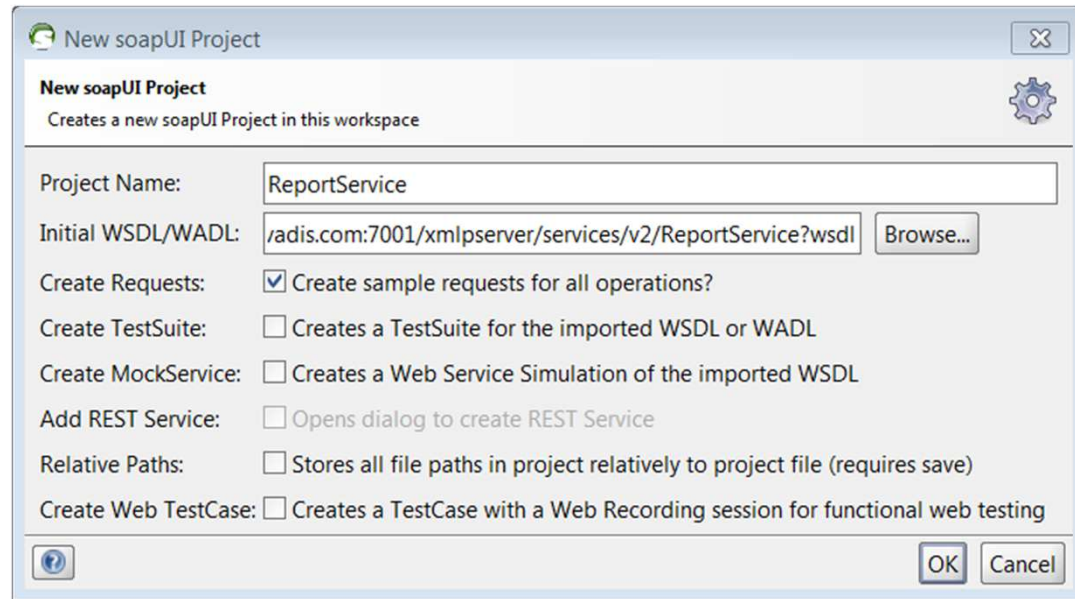 New soapUI Project
New soapUI Project
Creates a new soapUI Project in this workspace
Project Name: ReportService
Initial WSDL/WADL: adis.com:7001/xmlpserver/services/v2/ReportService?wsdl Browse...
Create Requests: Create sample requests for all operations?
Create TestSuite: Creates a TestSuite for the imported WSDL or WADL
Create MockService: Creates a Web Service Simulation of the imported WSDL
Add REST Service: Opens dialog to create REST Service
Relative Paths: Stores all file paths in project relatively to project file (requires save)
Create Web TestCase: Creates a TestCase with a Web Recording session for functional web testing
? OK Cancel